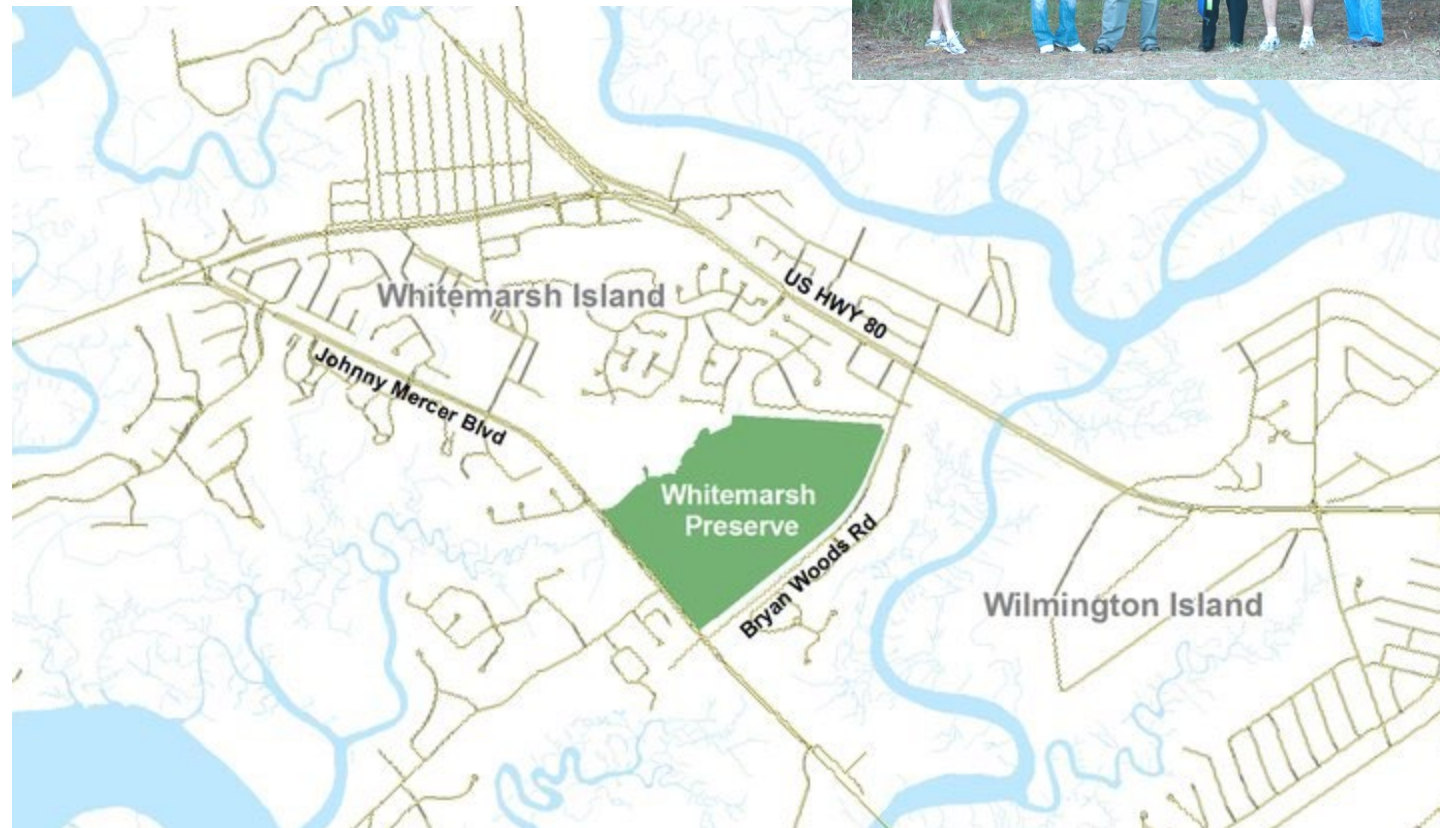 US HWY 80
Whitemarsh Island
Johnny Mercer Blvd
Whitemarsh
Preserve
Bryan Woods Rd
Wilmington Island